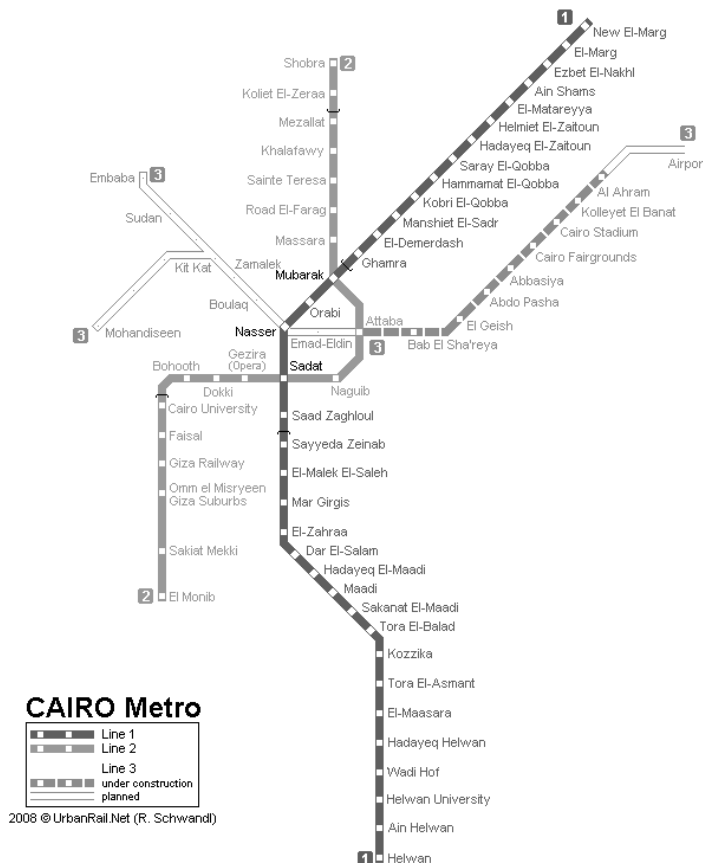 1
New El-Marg
El-Marg
Ezbet El-Nakhl
Ain Shams
El-Matareyya
Helmiet El-Zaitoun
Hadayeq El-Zaitoun
Saray El-Qobba
Hammamat El-Qobba
Kobri El-Qobba
Manshiet El-Sadr
El-Demerdash
Ghamra
Mubarak
Orabi
Nasser
Sadat
Saad Zaghloul
Sayyeda Zeinab
El-Malek El-Saleh
Mar Girgis
El-Zahraa
Dar El-Salam
Hadayeq El-Maadi
Maadi
Sakanat El-Maadi
Tora El-Balad
Kozzika
Tora El-Asmant
El-Maasara
Hadayeq Helwan
Wadi Hof
Helwan University
Ain Helwan
1
Helwan
Shobra
2
Koliet El-Zeraa
Mezallat
Khalafawy
Sainte Teresa
Road El-Farag
Massara
Attaba
Naguib
Gezira
(Opera)
Dokki
Bohooth
Cairo University
Faisal
Giza Railway
Omm el Misryeen
Giza Suburbs
Sakiat Mekki
2
El Monib
3
Airpor
Al Ahram
Kolleyet El Banat
Cairo Stadium
Cairo Fairgrounds
Abbasiya
Abdo Pasha
El Geish
Bab El Sha'reya
3
Emad-Eldin
Embaba
3
Sudan
Kit Kat
Zamalek
Boulaq
3
Mohandiseen
CAIRO Metro
Line 1
Line 2
Line 3
under construction
planned
2008 © UrbanRail.Net (R. Schwandl)